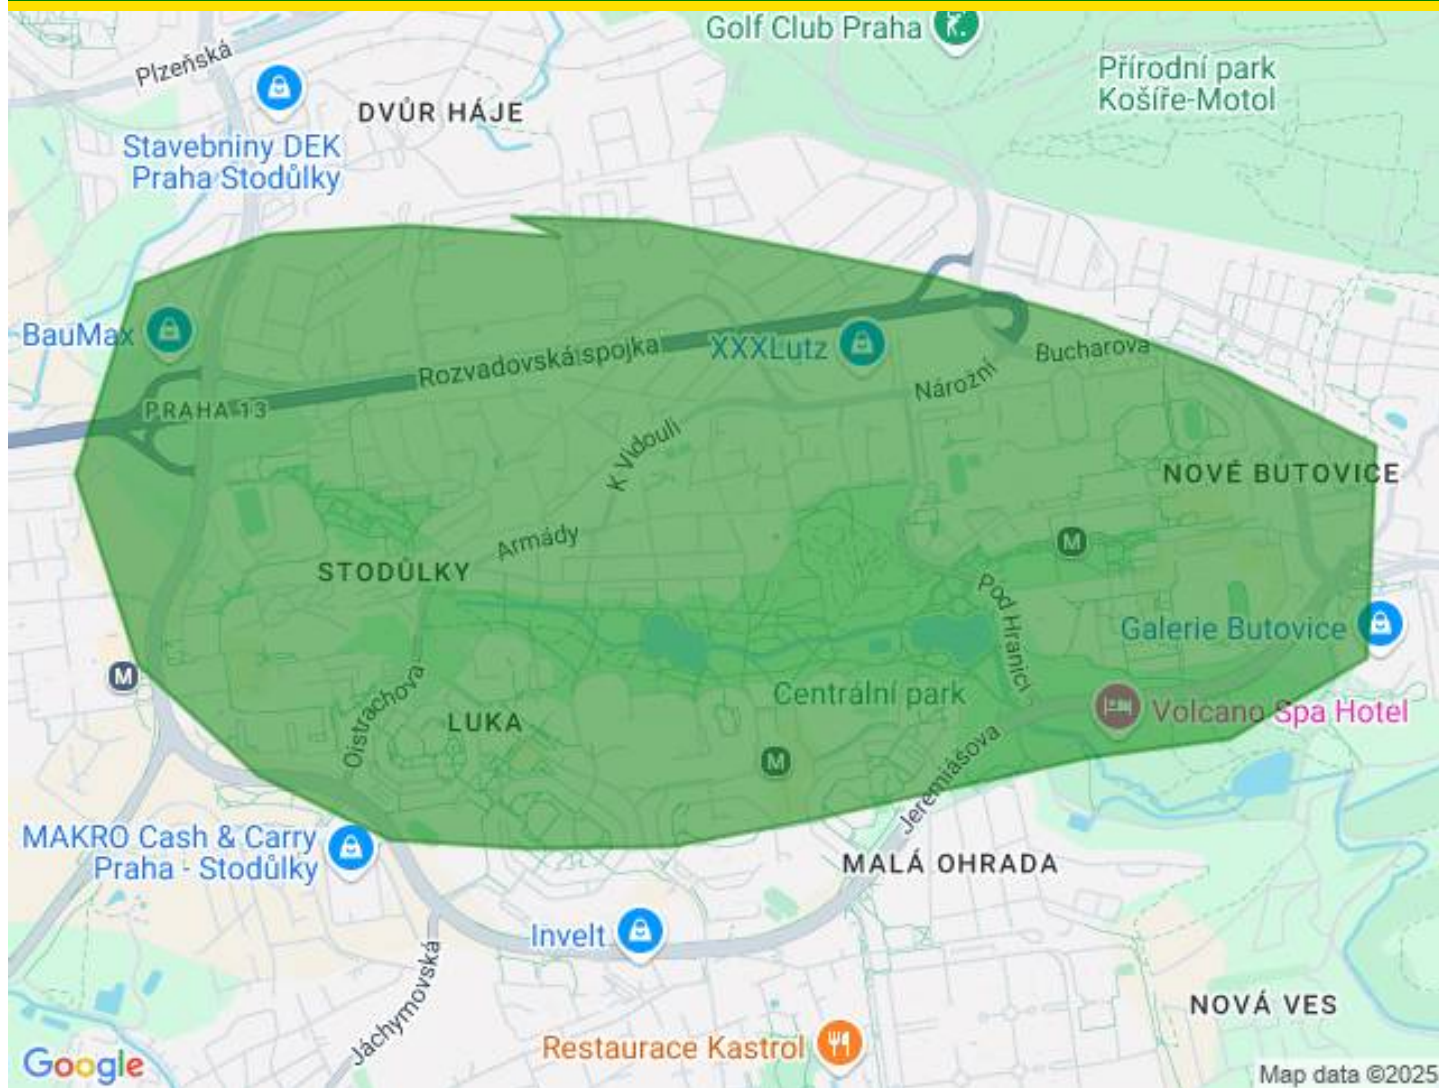 Golf Club Praha
Plzeňská
Přírodní park
Košíře-Motol
DVŮR HÁJE
Stavebniny DEK
Praha Stodůlky
BauMax
Rozvadovská spojka
XXXLutz
Bucharova
Nárožní
PRAHA 13
K Vidouli
NOVÉ BUTOVICE
Armády
M
STODŮLKY
Pod Hranicí
Galerie Butovice
M
Oistrachova
Centrální park
LUKA
Volcano Spa Hotel
M
Jeremiášova
MAKRO Cash & Carry
Praha - Stodůlky
MALÁ OHRADA
Invelt
Jáchymovská
NOVÁ VES
Restaurace Kastrol
Google
Map data ©2025